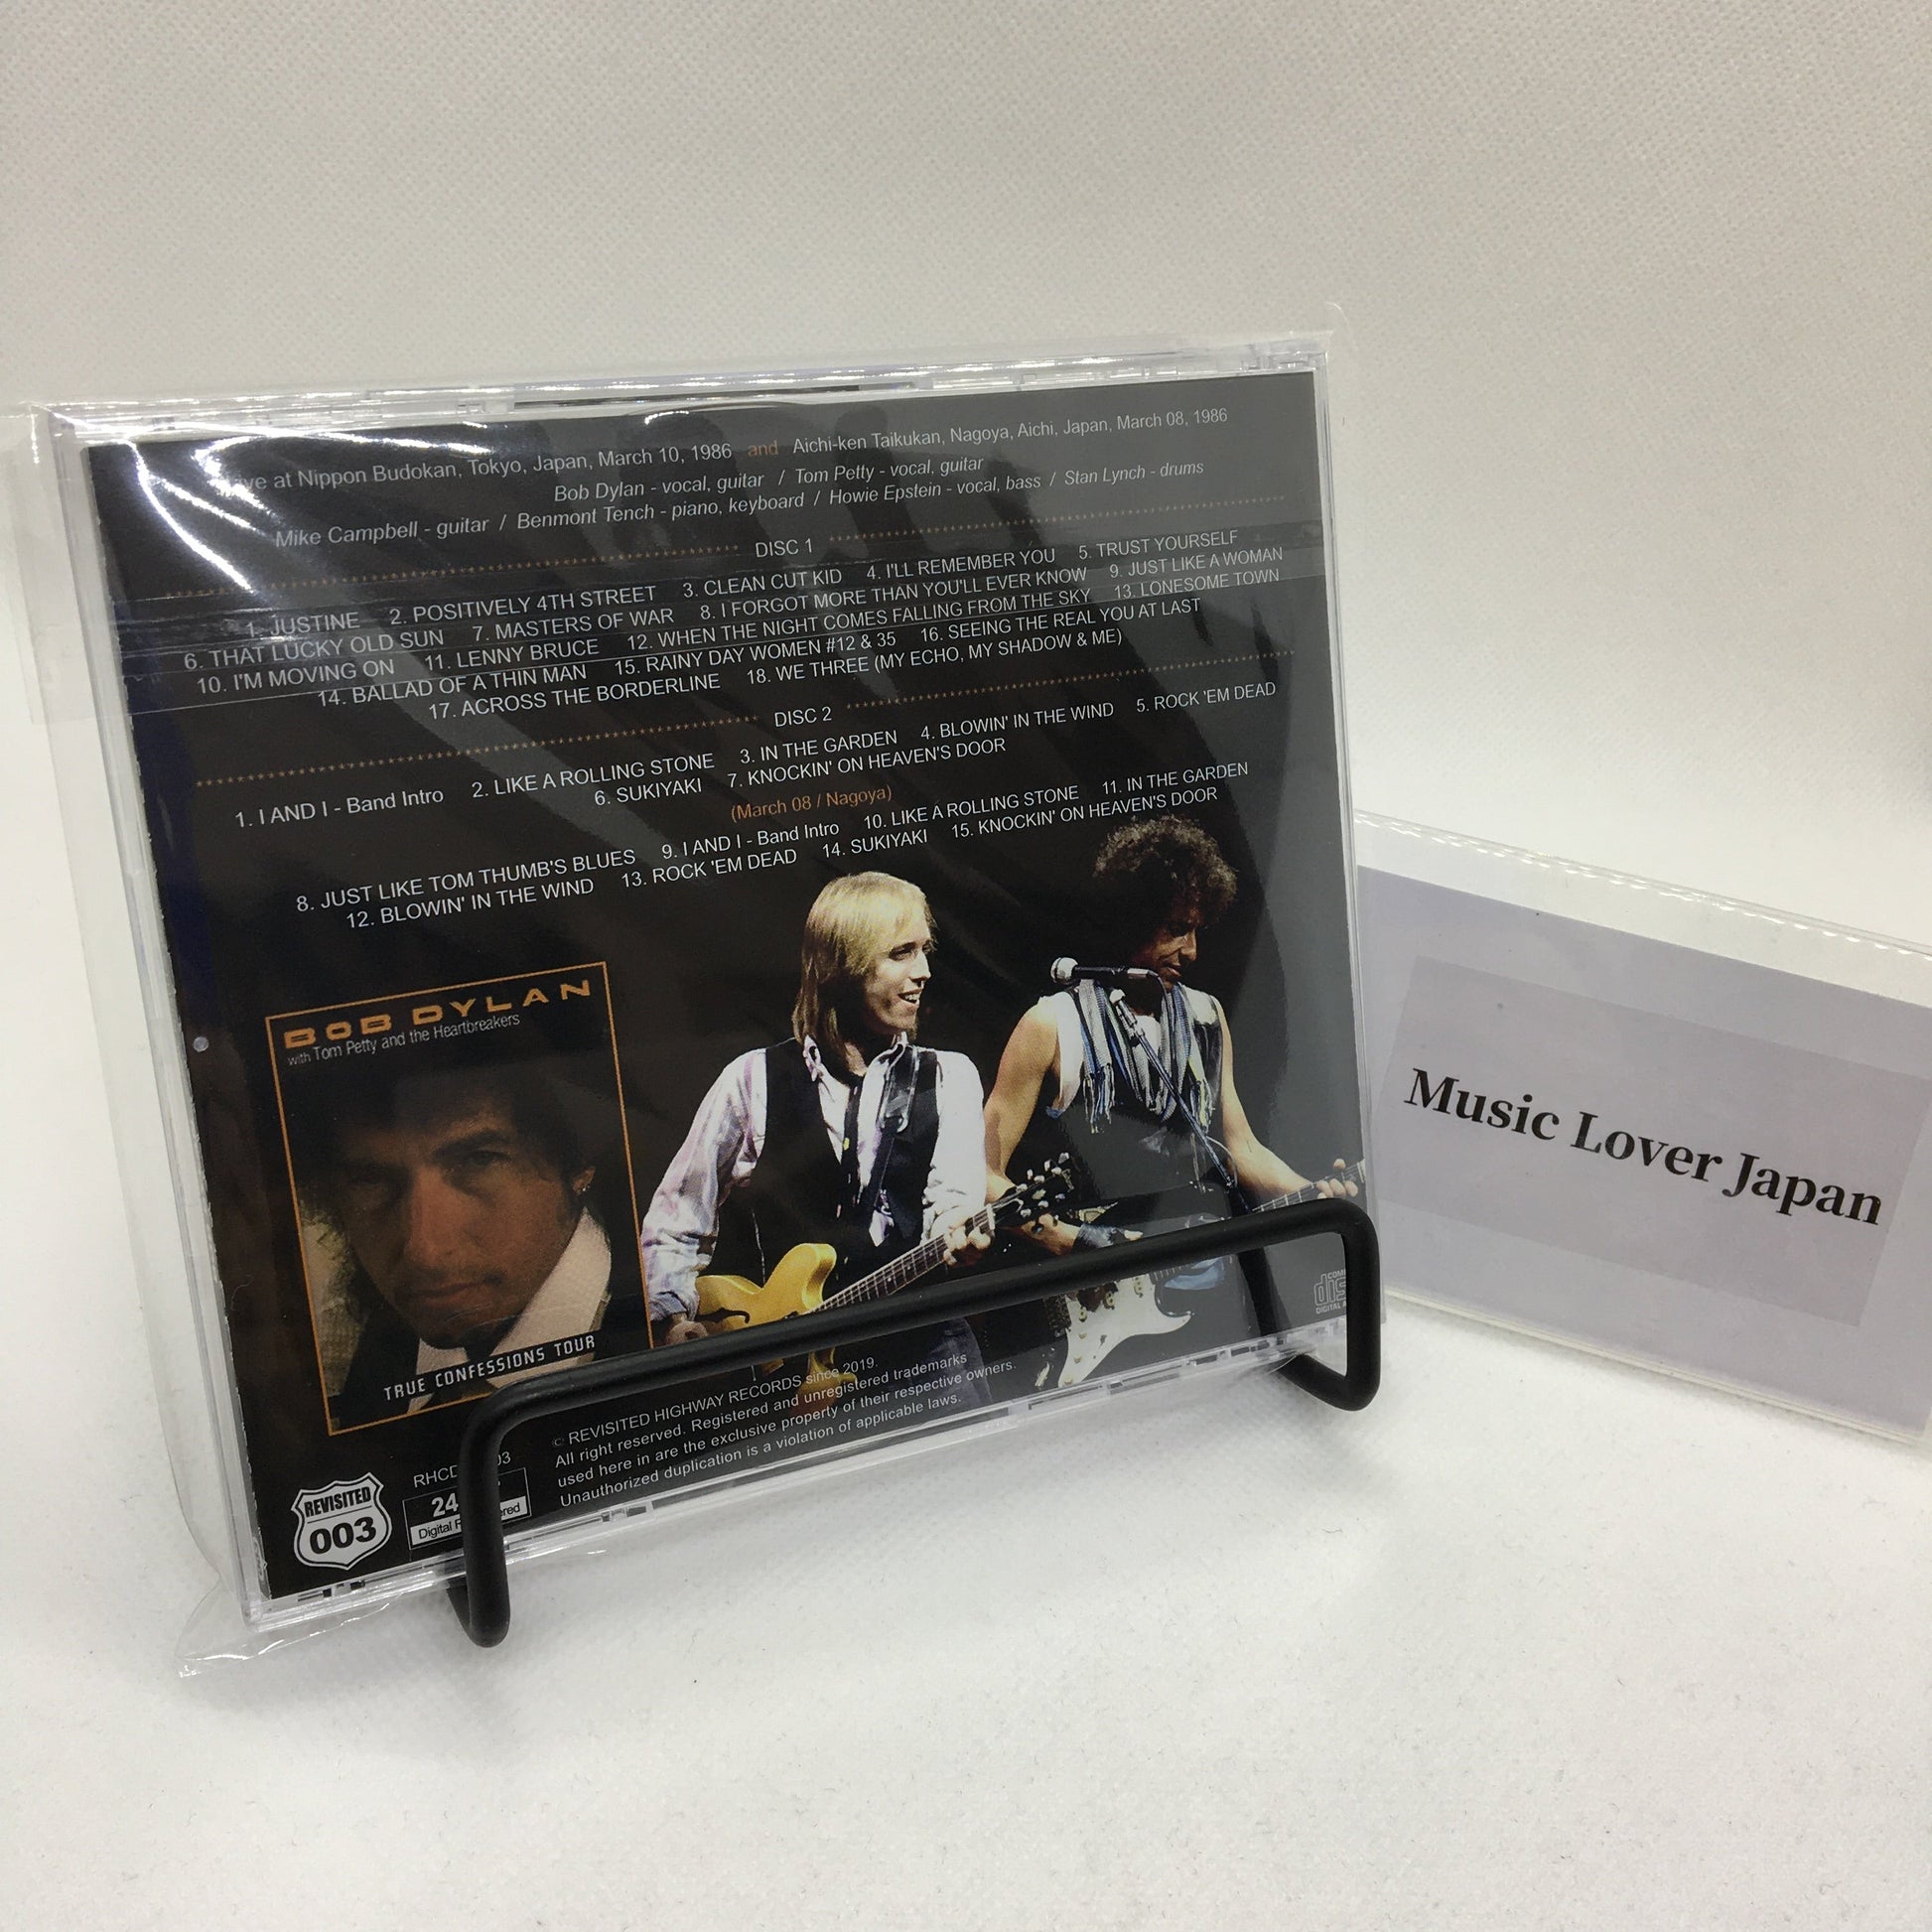 Live at Nippon Budokan, Tokyo, Japan, March 10, 1986 and Aichi-ken Taikukan, Nagoya, Aichi, Japan, March 08, 1986
Bob Dylan - vocal, guitar / Tom Petty - vocal, guitar
Mike Campbell - guitar / Benmont Tench - piano, keyboard / Howie Epstein - vocal, bass / Stan Lynch - drums
DISC 1
1. JUSTINE 2. POSITIVELY 4TH STREET 3. CLEAN CUT KID 4. I'LL REMEMBER YOU 5. TRUST YOURSELF
6. THAT LUCKY OLD SUN 7. MASTERS OF WAR 8. I FORGOT MORE THAN YOU'LL EVER KNOW 9. JUST LIKE A WOMAN
10. I'M MOVING ON 11. LENNY BRUCE 12. WHEN THE NIGHT COMES FALLING FROM THE SKY 13. LONESOME TOWN
14. BALLAD OF A THIN MAN 15. RAINY DAY WOMEN #12 & 35 16. SEEING THE REAL YOU AT LAST
17. ACROSS THE BORDERLINE 18. WE THREE (MY ECHO, MY SHADOW & ME)
DISC 2
1. I AND I - Band Intro 2. LIKE A ROLLING STONE 3. IN THE GARDEN 4. BLOWIN' IN THE WIND 5. ROCK 'EM DEAD
6. SUKIYAKI 7. KNOCKIN' ON HEAVEN'S DOOR
(March 08 / Nagoya)
8. JUST LIKE TOM THUMB'S BLUES 9. I AND I - Band Intro 10. LIKE A ROLLING STONE 11. IN THE GARDEN
12. BLOWIN' IN THE WIND 13. ROCK 'EM DEAD 14. SUKIYAKI 15. KNOCKIN' ON HEAVEN'S DOOR
BOB DYLAN
with Tom Petty and the Heartbreakers
TRUE CONFESSIONS TOUR
© REVISITED HIGHWAY RECORDS since 2019.
All right reserved. Registered and unregistered trademarks
used here in are the exclusive property of their respective owners.
Unauthorized duplication is a violation of applicable laws.
REVISITED
003
24
Digital
Music Lover Japan